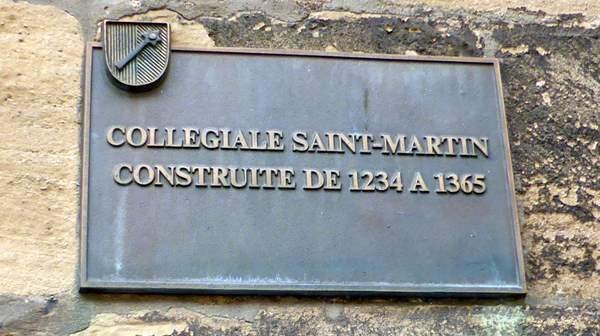 COLLEGIALE SAINT-MARTIN
CONSTRUITE DE 1234 A 1365